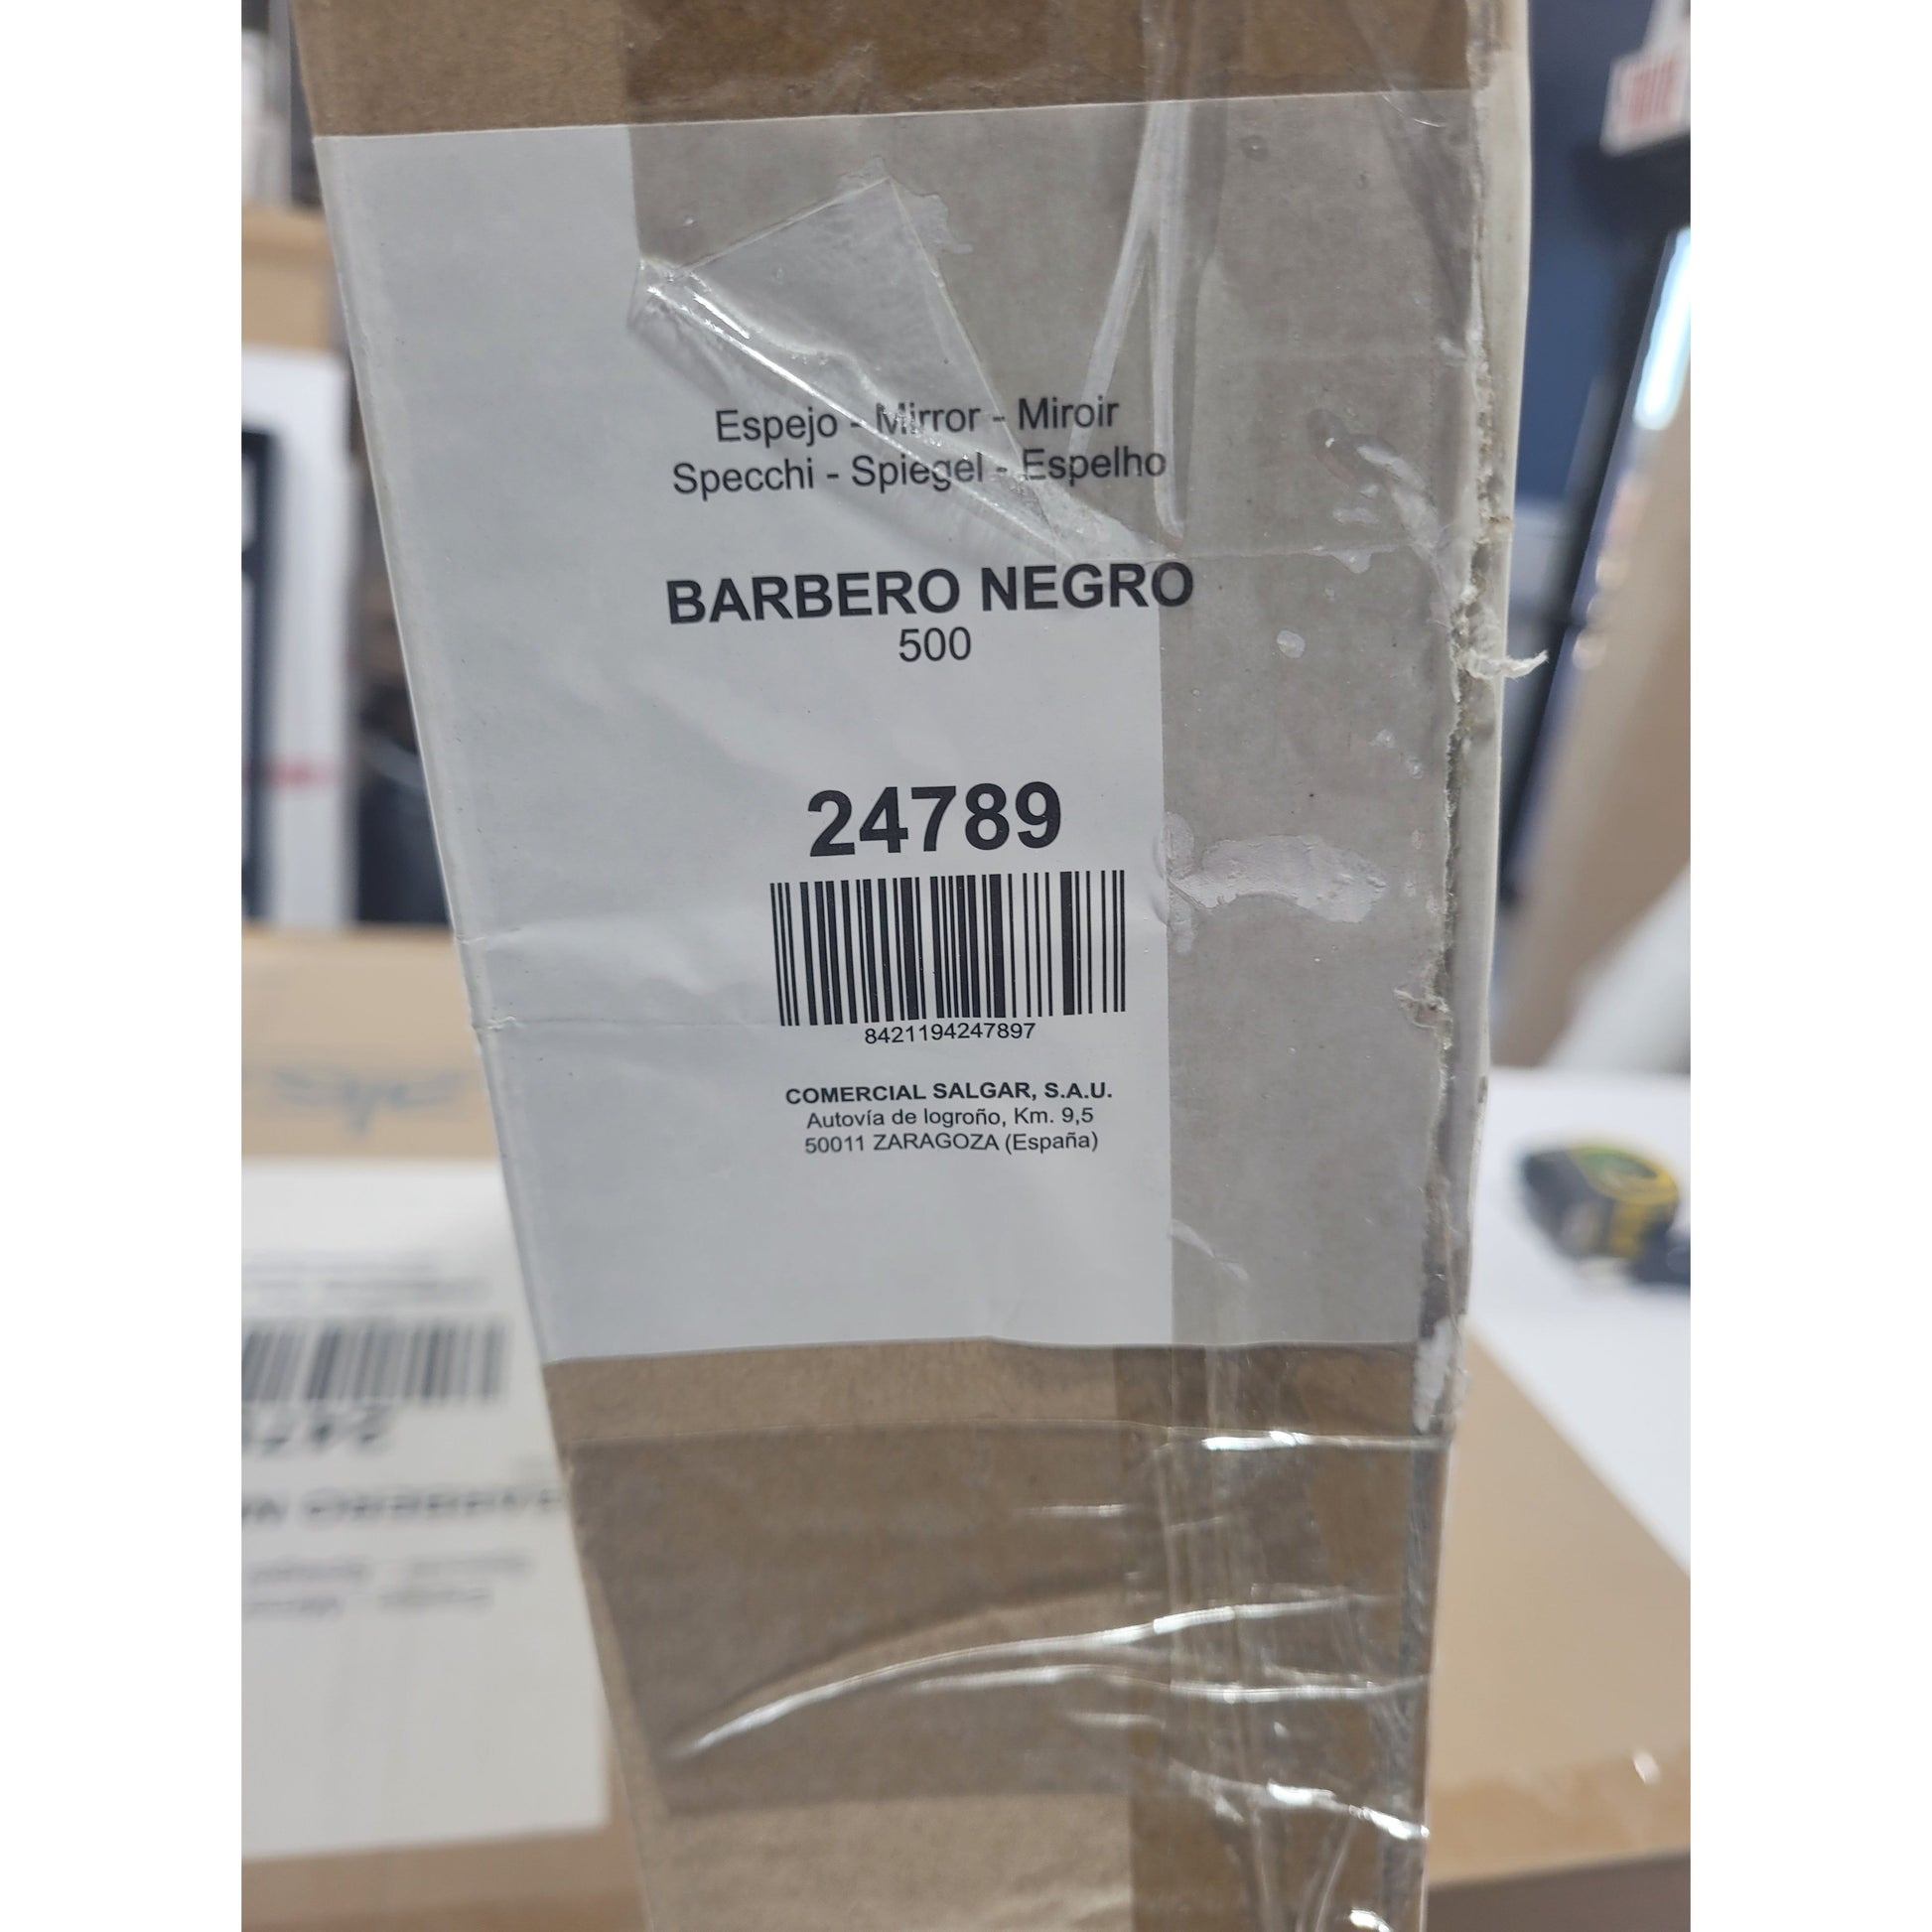 Espejo - Mirror - Miroir
Specchi - Spiegel - Espelho
BARBERO NEGRO
500
24789
8421194247897
COMERCIAL SALGAR, S.A.U.
Autovía de logroño, Km. 9,5
50011 ZARAGOZA (España)